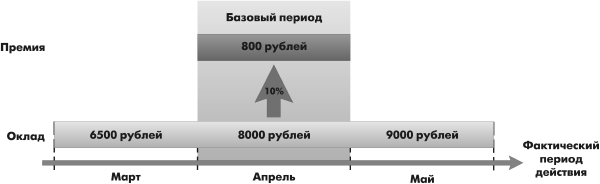 Базовый период
Премия
800 рублей
10%
Оклад
6500 рублей
8000 рублей
9000 рублей
Март
Апрель
Май
Фактический
период
действия